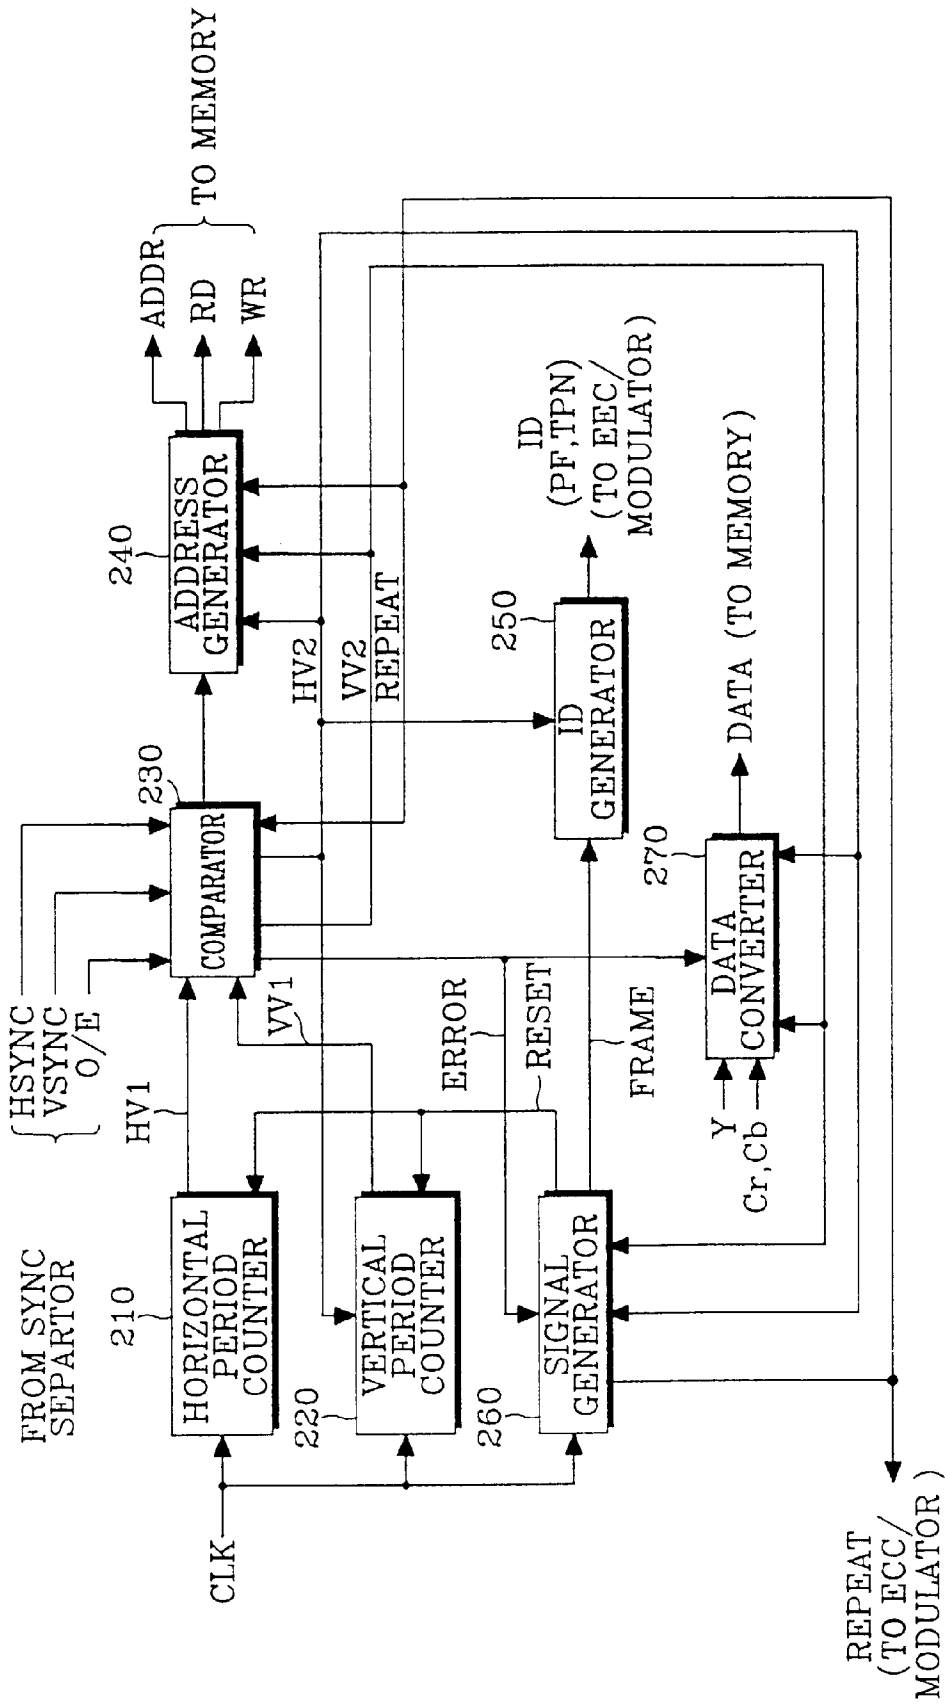 FROM SYNC
SEPARTOR
HSYNC
VSYNC
O/E
210
HORIZONTAL
PERIOD
COUNTER
HV1
230
COMPARATOR
240
ADDRESS
GENERATOR
ADDR
RD
WR
TO MEMORY
CLK
220
VERTICAL
PERIOD
COUNTER
VV1
HV2
VV2
REPEAT
260
SIGNAL
GENERATOR
ERROR
RESET
FRAME
250
ID
GENERATOR
ID
(PF,TPN)
(TO EEC/
MODULATOR)
Y
Cr,Cb
270
DATA
CONVERTER
DATA (TO MEMORY)
REPEAT
(TO ECC/
MODULATOR)